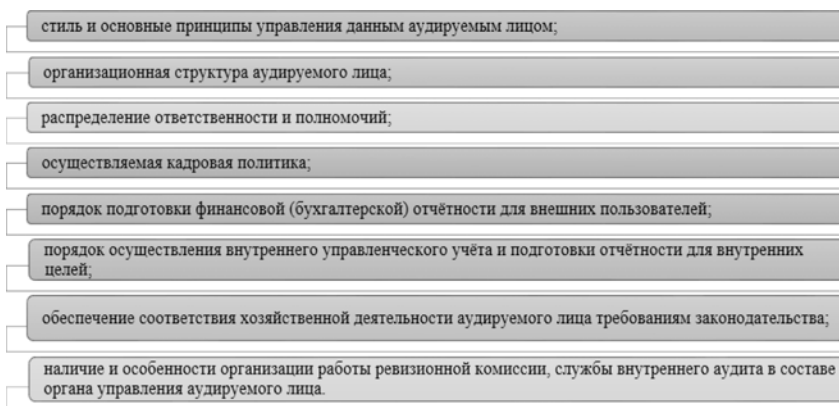 стиль и основные принципы управления данным аудируемым лицом;
организационная структура аудируемого лица;
распределение ответственности и полномочий;
осуществляемая кадровая политика;
порядок подготовки финансовой (бухгалтерской) отчётности для внешних пользователей;
порядок осуществления внутреннего управленческого учёта и подготовки отчётности для внутренних
целей;
обеспечение соответствия хозяйственной деятельности аудируемого лица требованиям законодательства;
наличие и особенности организации работы ревизионной комиссии, службы внутреннего аудита в составе
органа управления аудируемого лица.